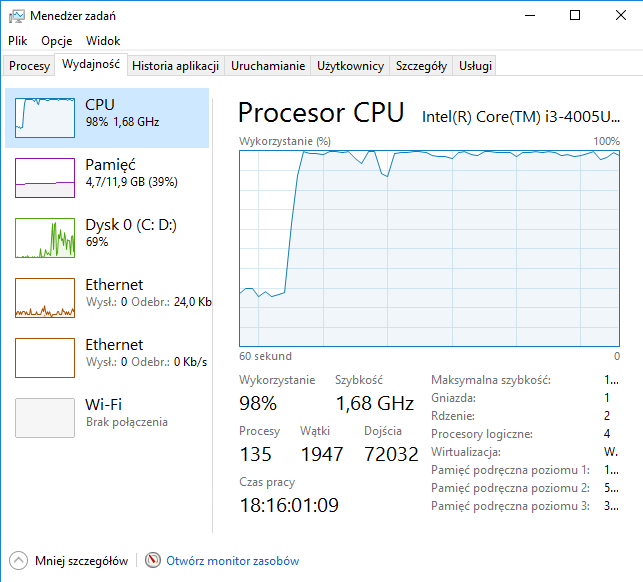 Menedżer zadań
Plik Opcje Widok
Procesy Wydajność Historia aplikacji Uruchamianie Użytkownicy Szczegóły Usługi
CPU
98% 1,68 GHz
Pamięć
4,7/11,9 GB (39%)
Dysk 0 (C: D:)
69%
Ethernet
Wysł.: 0 Odebr.: 24,0 Kb
Ethernet
Wysł.: 0 Odebr.: 0 Kb/s
Wi-Fi
Brak połączenia
Procesor CPU Intel(R) Core(TM) i3-4005U...
Wykorzystanie (%) 100%
60 sekund 0
Wykorzystanie Szybkość
98% 1,68 GHz
Procesy Wątki Dojścia
135 1947 72032
Czas pracy
18:16:01:09
Maksymalna szybkość: 1...
Gniazda: 1
Rdzenie: 2
Procesory logiczne: 4
Wirtualizacja: W.
Pamięć podręczna poziomu 1: 1...
Pamięć podręczna poziomu 2: 5...
Pamięć podręczna poziomu 3: 3...
Mniej szczegółów Otwórz monitor zasobów